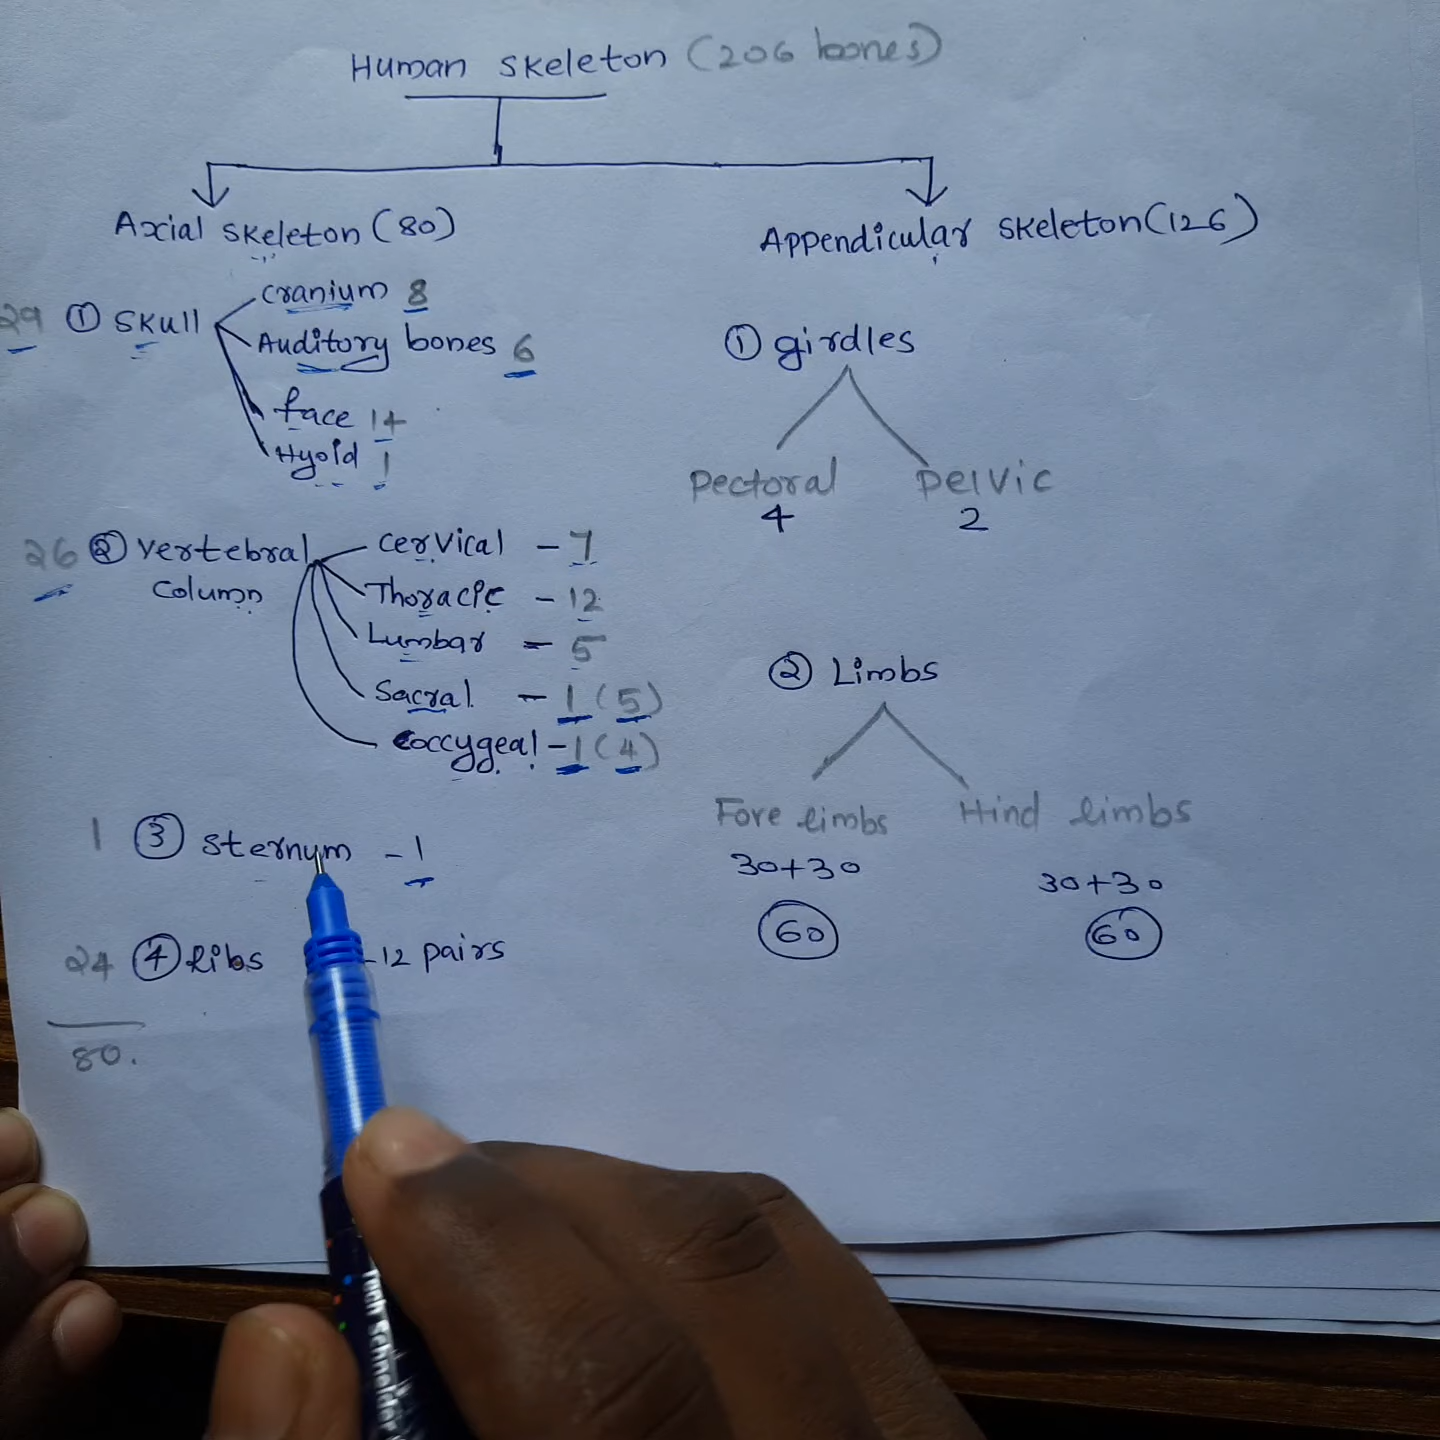 Human skeleton (206 bones)
Axial skeleton (80)
29 ① Skull
cranium 8
Auditory bones 6
face 14
Hyoid 1
26 ② vertebral column
cervical - 7
Thoracic - 12
Lumbar - 5
Sacral - 1 (5)
coccygeal - 1 (4)
1 ③ Sternum - 1
24 ④ Ribs - 12 pairs
80.
Appendicular skeleton (126)
① girdles
Pectoral Pelvic
4 2
② Limbs
Fore limbs Hind limbs
30+30 30+30
60 60
Schneider